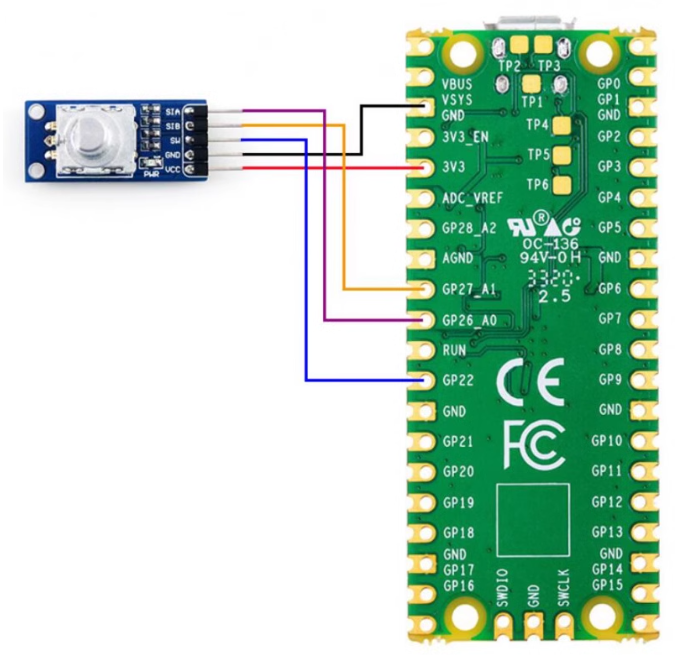 SIA
SIB
SW
GND
VCC
PWR
TP2 TP3
TP1
TP4
TP5
TP6
VBUS
VSYS
GND
3V3_EN
3V3
ADC_VREF
GP28_A2
AGND
GP27_A1
GP26_A0
RUN
GP22
GND
GP21
GP20
GP19
GP18
GND
GP17
GP16
®
OC-136
94V-0 H
3320
2.5
CE
FC
GP0
GP1
GND
GP2
GP3
GP4
GP5
GND
GP6
GP7
GP8
GP9
GND
GP10
GP11
GP12
GP13
GND
GP14
GP15
SWDIO
GND
SWCLK